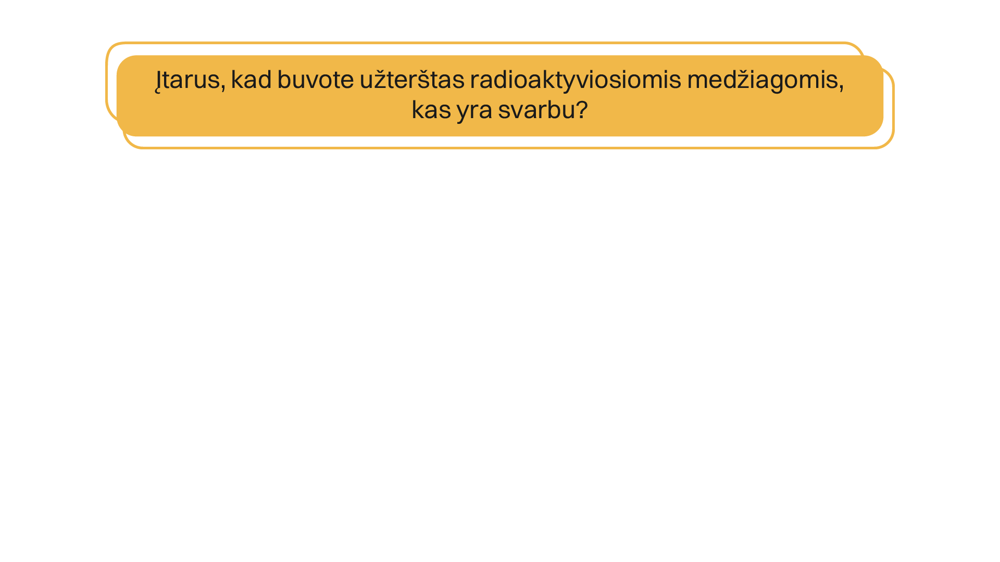 Įtarus, kad buvote užterštas radioaktyviosiomis medžiagomis,
kas yra svarbu?